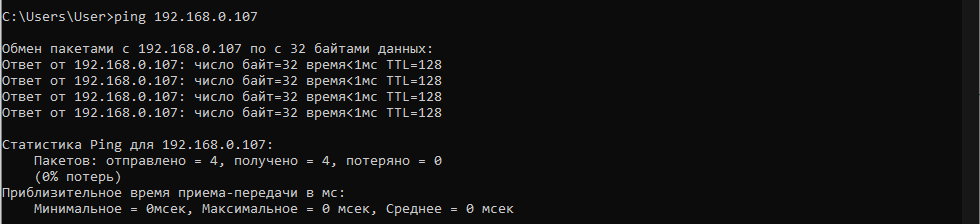 C:\Users\User>ping 192.168.0.107
Обмен пакетами с 192.168.0.107 по с 32 байтами данных:
Ответ от 192.168.0.107: число байт=32 время<1мс TTL=128
Ответ от 192.168.0.107: число байт=32 время<1мс TTL=128
Ответ от 192.168.0.107: число байт=32 время<1мс TTL=128
Ответ от 192.168.0.107: число байт=32 время<1мс TTL=128
Статистика Ping для 192.168.0.107:
    Пакетов: отправлено = 4, получено = 4, потеряно = 0
    (0% потерь)
Приблизительное время приема-передачи в мс:
    Минимальное = 0мсек, Максимальное = 0 мсек, Среднее = 0 мсек